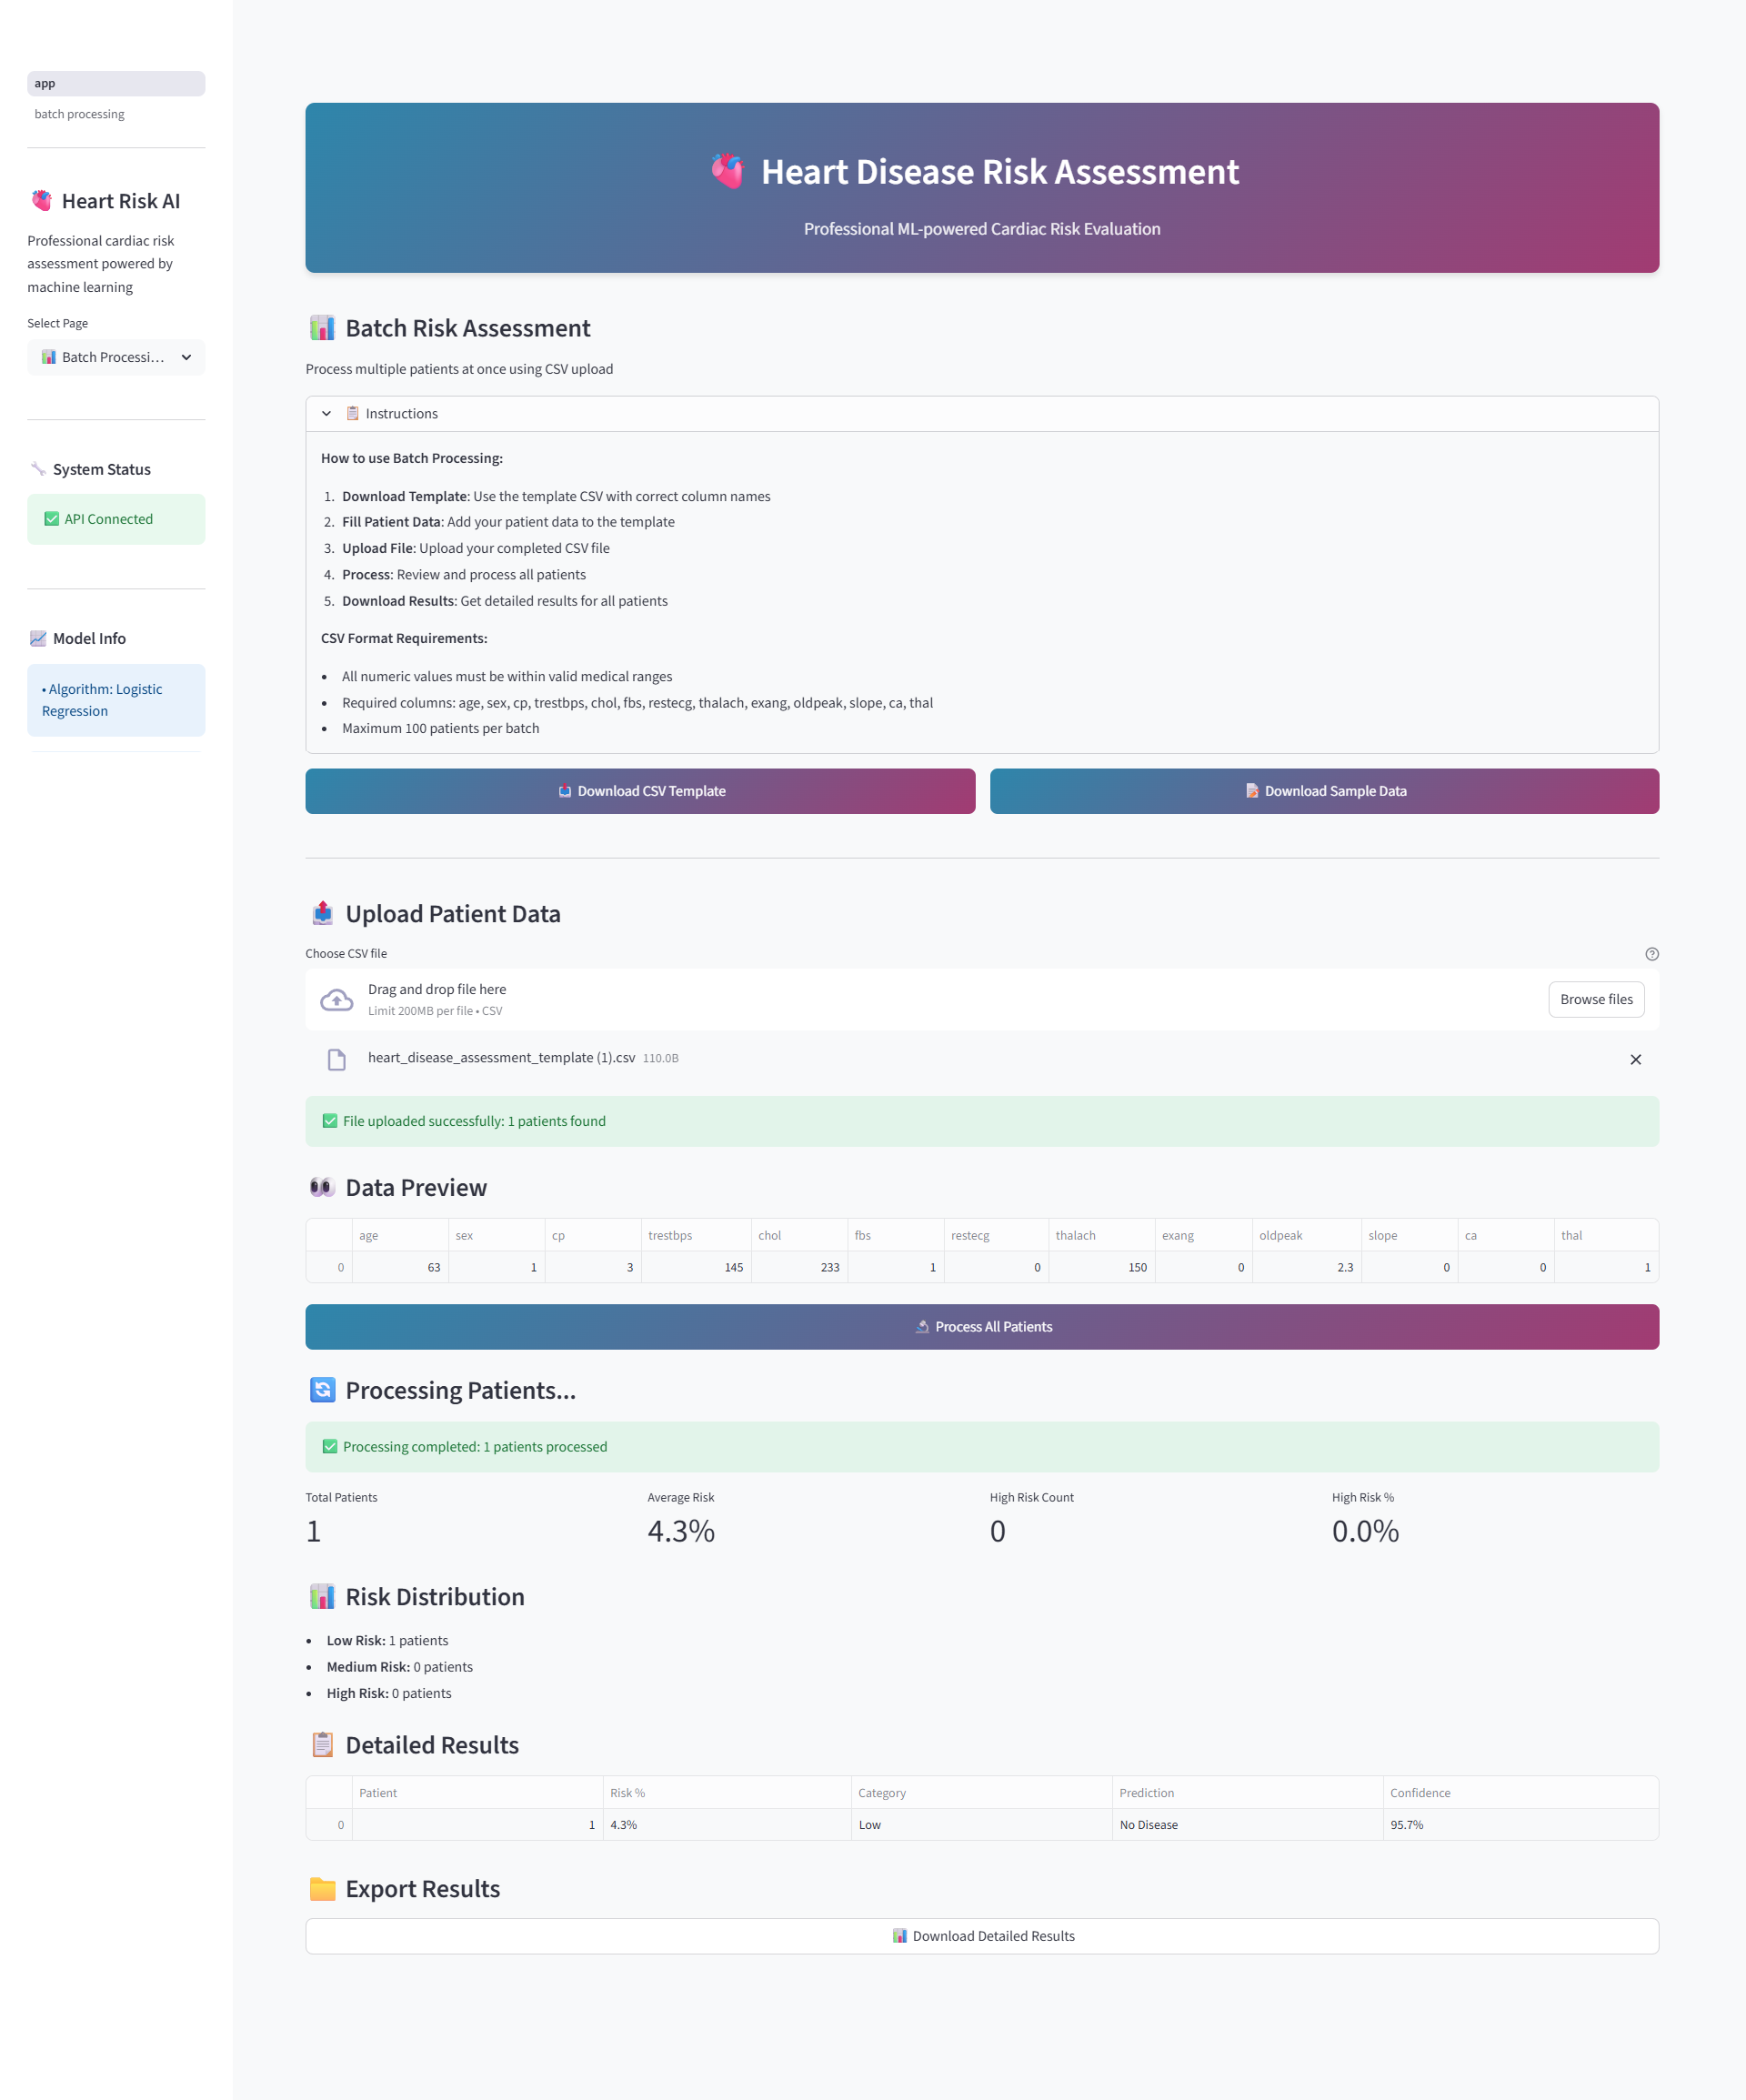 app
batch processing
Heart Risk AI
Professional cardiac risk
assessment powered by
machine learning
Select Page
Batch Processi...
System Status
API Connected
Model Info
• Algorithm: Logistic
Regression
Heart Disease Risk Assessment
Professional ML-powered Cardiac Risk Evaluation
Batch Risk Assessment
Process multiple patients at once using CSV upload
Instructions
How to use Batch Processing:
1. Download Template: Use the template CSV with correct column names
2. Fill Patient Data: Add your patient data to the template
3. Upload File: Upload your completed CSV file
4. Process: Review and process all patients
5. Download Results: Get detailed results for all patients
CSV Format Requirements:
• All numeric values must be within valid medical ranges
• Required columns: age, sex, cp, trestbps, chol, fbs, restecg, thalach, exang, oldpeak, slope, ca, thal
• Maximum 100 patients per batch
Download CSV Template Download Sample Data
Upload Patient Data
Choose CSV file
Drag and drop file here
Limit 200MB per file • CSV
Browse files
heart_disease_assessment_template (1).csv 110.0B
File uploaded successfully: 1 patients found
Data Preview
age sex cp trestbps chol fbs restecg thalach exang oldpeak slope ca thal
0 63 1 3 145 233 1 0 150 0 2.3 0 0 1
Process All Patients
Processing Patients...
Processing completed: 1 patients processed
Total Patients Average Risk High Risk Count High Risk %
1 4.3% 0 0.0%
Risk Distribution
• Low Risk: 1 patients
• Medium Risk: 0 patients
• High Risk: 0 patients
Detailed Results
Patient Risk % Category Prediction Confidence
0 1 4.3% Low No Disease 95.7%
Export Results
Download Detailed Results